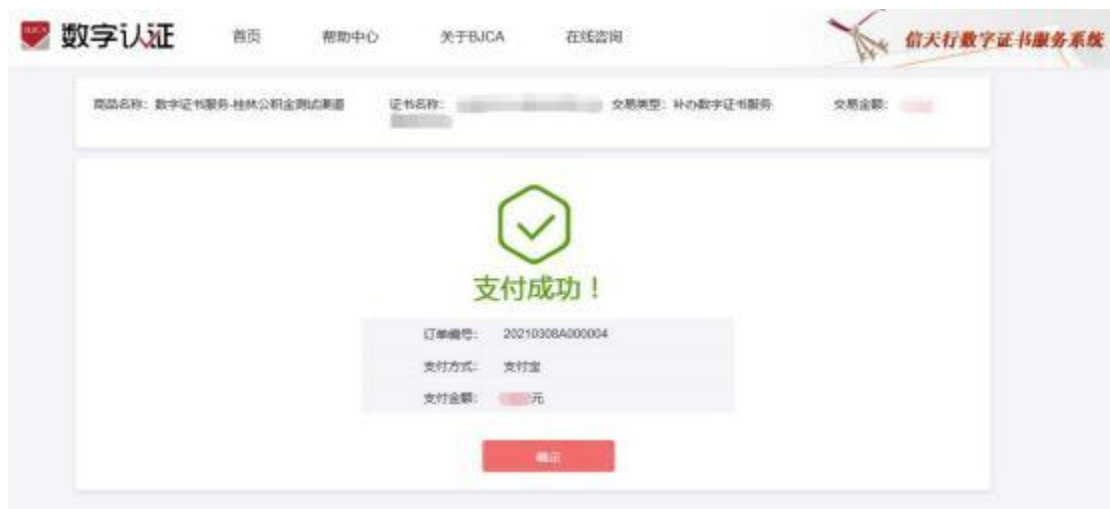 BJCA 数字认证 首页 帮助中心 关于BJCA 在线咨询 信天行数字证书服务系统
商品名称：数字证书服务-桂林公积金测试渠道 证书名称： 交易类型：补办数字证书服务 交易金额：
支付成功！
订单编号： 20210308A000004
支付方式： 支付宝
支付金额： 元
确定